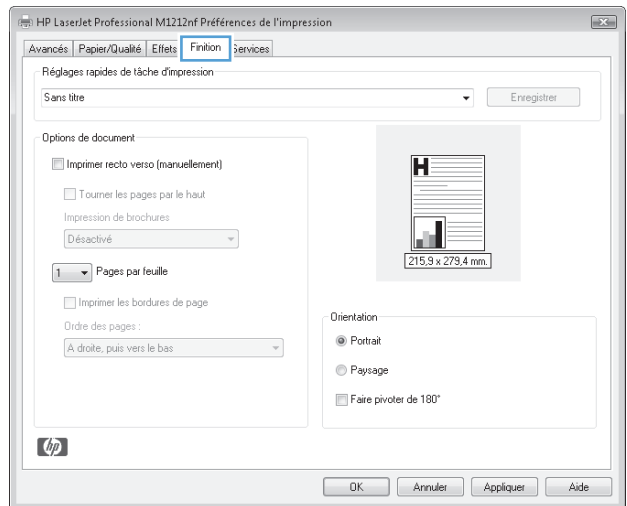 HP LaserJet Professional M1212nf Préférences de l'impression
Avancés Papier/Qualité Effets Finition Services
Réglages rapides de tâche d'impression
Sans titre Enregistrer
Options de document
Imprimer recto verso (manuellement)
Tourner les pages par le haut
Impression de brochures
Désactivé
1 Pages par feuille
Imprimer les bordures de page
Ordre des pages :
A droite, puis vers le bas
H
215,9 x 279,4 mm.
Orientation
Portrait
Paysage
Faire pivoter de 180°
hp
OK Annuler Appliquer Aide